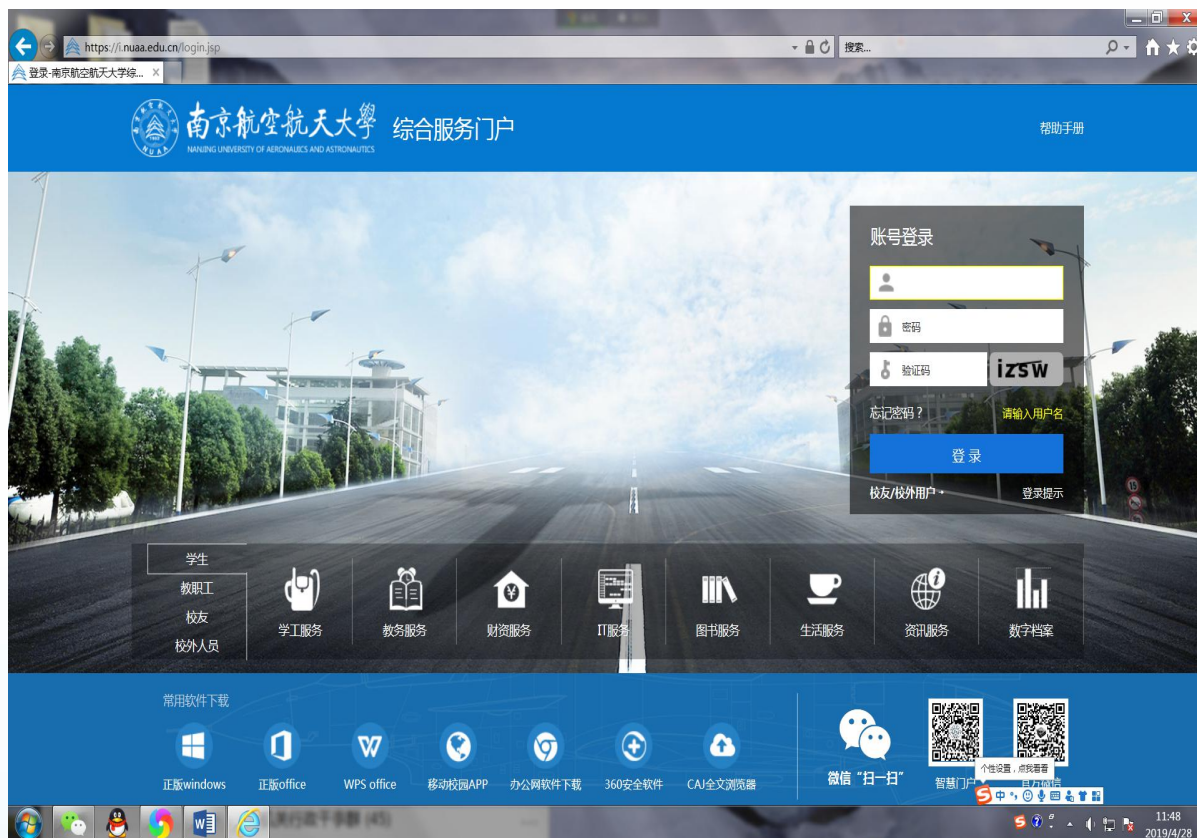 https://i.nuaa.edu.cn/login.jsp
搜索...
登录-南京航空航天大学综...
南京航空航天大學
NANJING UNIVERSITY OF AERONAUTICS AND ASTRONAUTICS
NUAA
综合服务门户
帮助手册
账号登录
密码
验证码
izsw
忘记密码？
请输入用户名
登 录
校友/校外用户
登录提示
学生
教职工
校友
校外人员
学工服务
教务服务
财资服务
IT服务
图书服务
生活服务
资讯服务
数字档案
常用软件下载
正版windows
正版office
WPS office
移动校园APP
办公网软件下载
360安全软件
CAJ全文浏览器
微信“扫一扫”
智慧门户
官方微信
个性设置，点我看看
中
11:48
2019/4/28